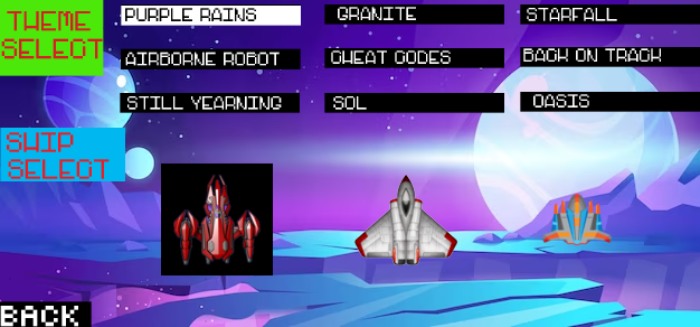 THEME
SELECT
PURPLE RAINS
GRANITE
STARFALL
AIRBORNE ROBOT
CHEAT CODES
BACK ON TRACK
STILL YEARNING
SOL
OASIS
SHIP
SELECT
BACK